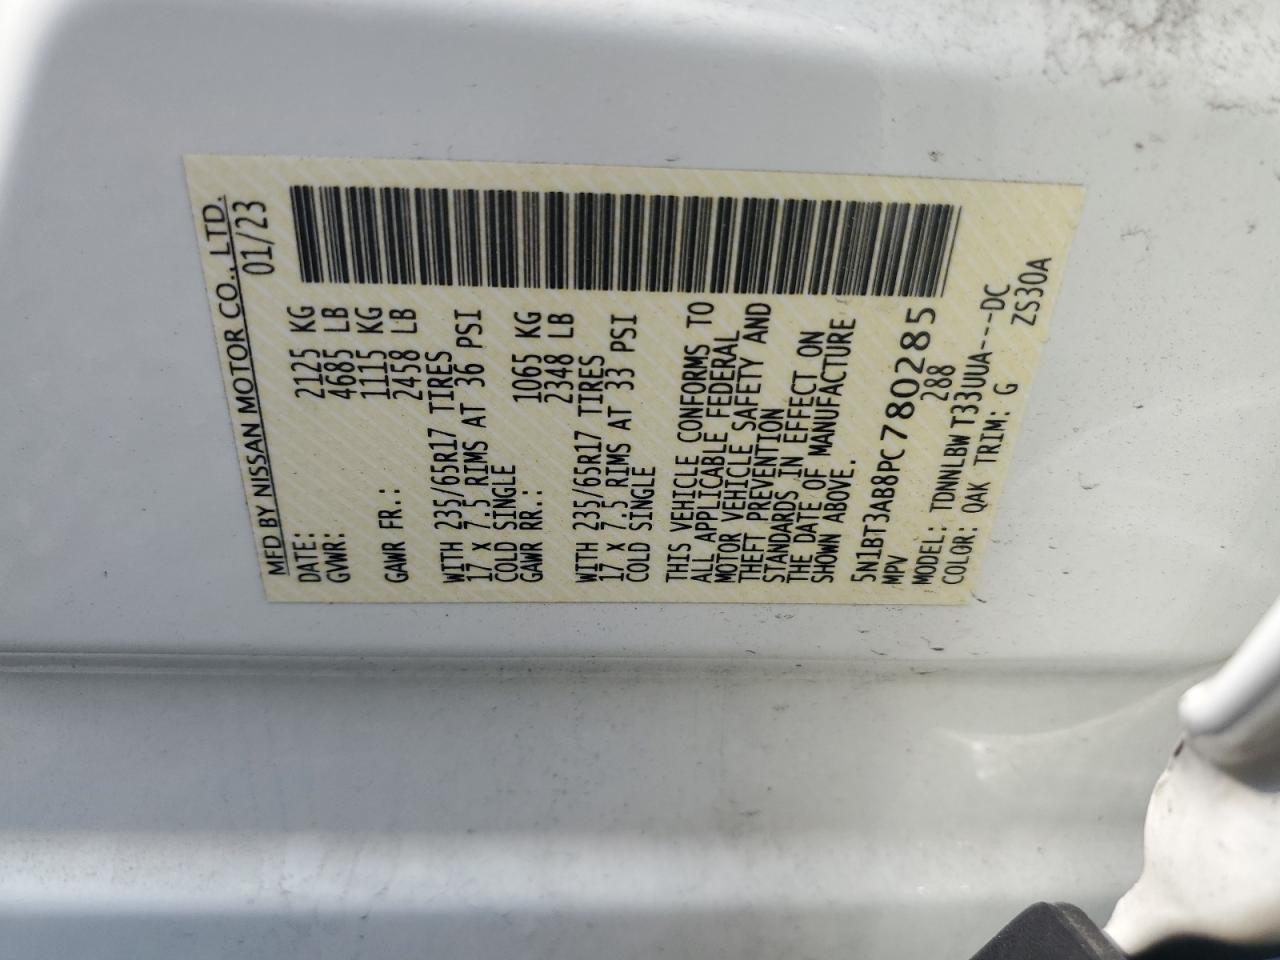 MFD BY NISSAN MOTOR CO., LTD.
DATE: 01/23
GVWR: 2125 KG
4685 LB
GAWR FR.: 1115 KG
2458 LB
WITH 235/65R17 TIRES
17 x 7.5 RIMS AT 36 PSI
COLD SINGLE
GAWR RR.: 1065 KG
2348 LB
WITH 235/65R17 TIRES
17 x 7.5 RIMS AT 33 PSI
COLD SINGLE
THIS VEHICLE CONFORMS TO
ALL APPLICABLE FEDERAL
MOTOR VEHICLE SAFETY AND
THEFT PREVENTION
STANDARDS IN EFFECT ON
THE DATE OF MANUFACTURE
SHOWN ABOVE.
5N1BT3AB8PC780285
MPV 288
MODEL: TDNNLBW T33UUA----DC
COLOR: QAK TRIM: G ZS30A